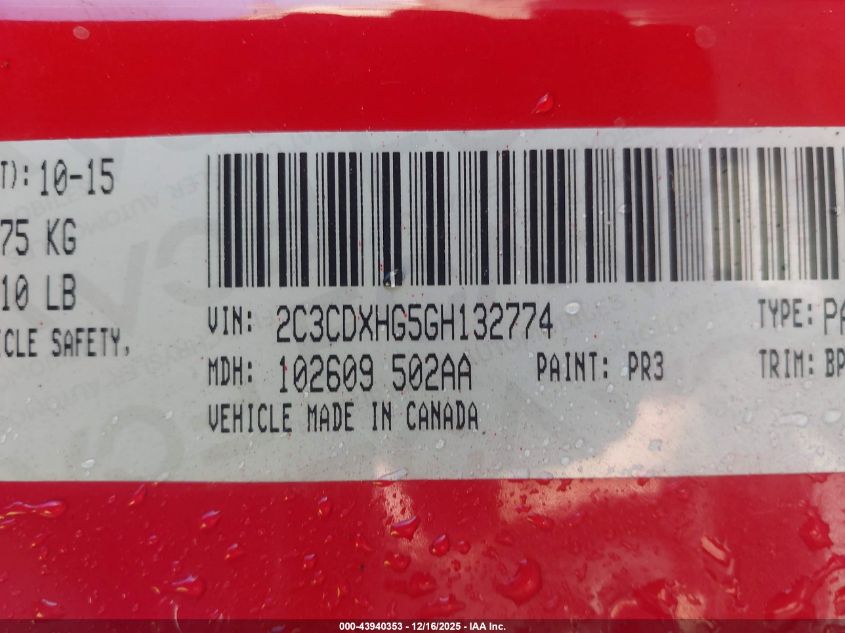 T): 10-15
75 KG
10 LB
ICLE SAFETY,
VIN: 2C3CDXHG5GH132774 TYPE: PA
MDH: 102609 502AA PAINT: PR3 TRIM: BP
VEHICLE MADE IN CANADA
000-43940353 - 12/16/2025 - IAA Inc.